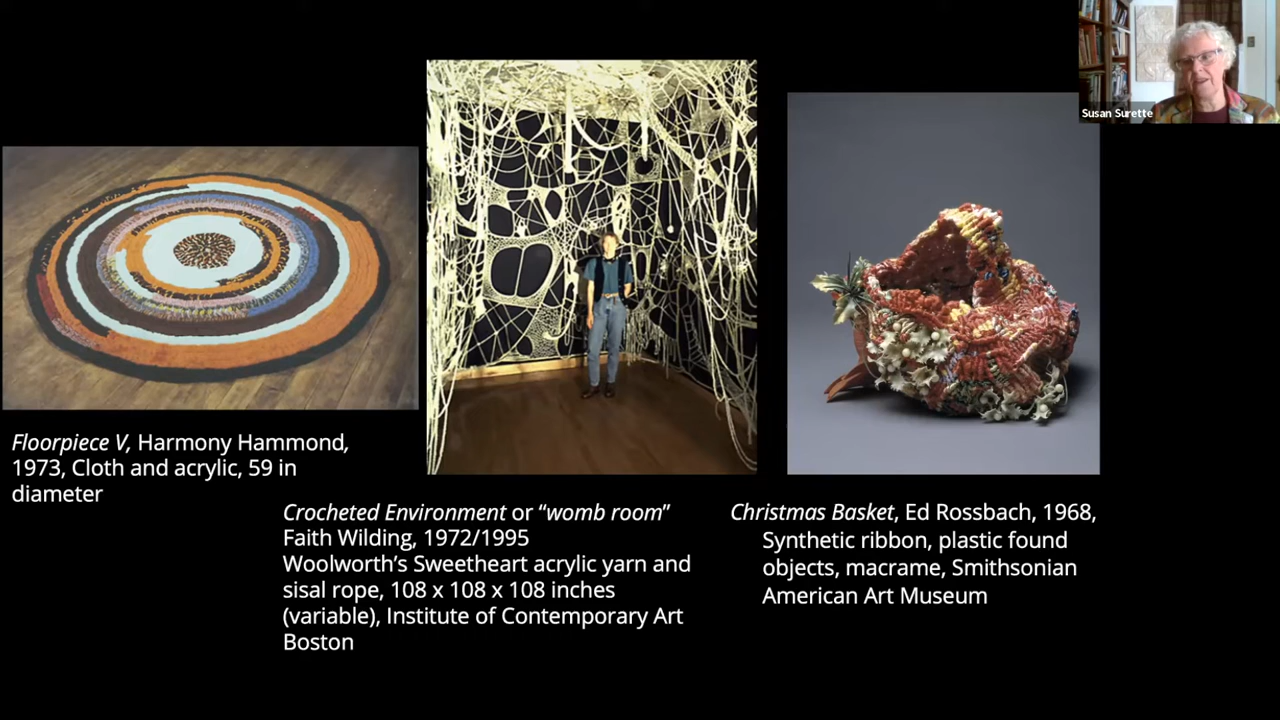 Susan Surette
Floorpiece V, Harmony Hammond,
1973, Cloth and acrylic, 59 in
diameter
Crocheted Environment or “womb room”
Faith Wilding, 1972/1995
Woolworth’s Sweetheart acrylic yarn and
sisal rope, 108 x 108 x 108 inches
(variable), Institute of Contemporary Art
Boston
Christmas Basket, Ed Rossbach, 1968,
Synthetic ribbon, plastic found
objects, macrame, Smithsonian
American Art Museum